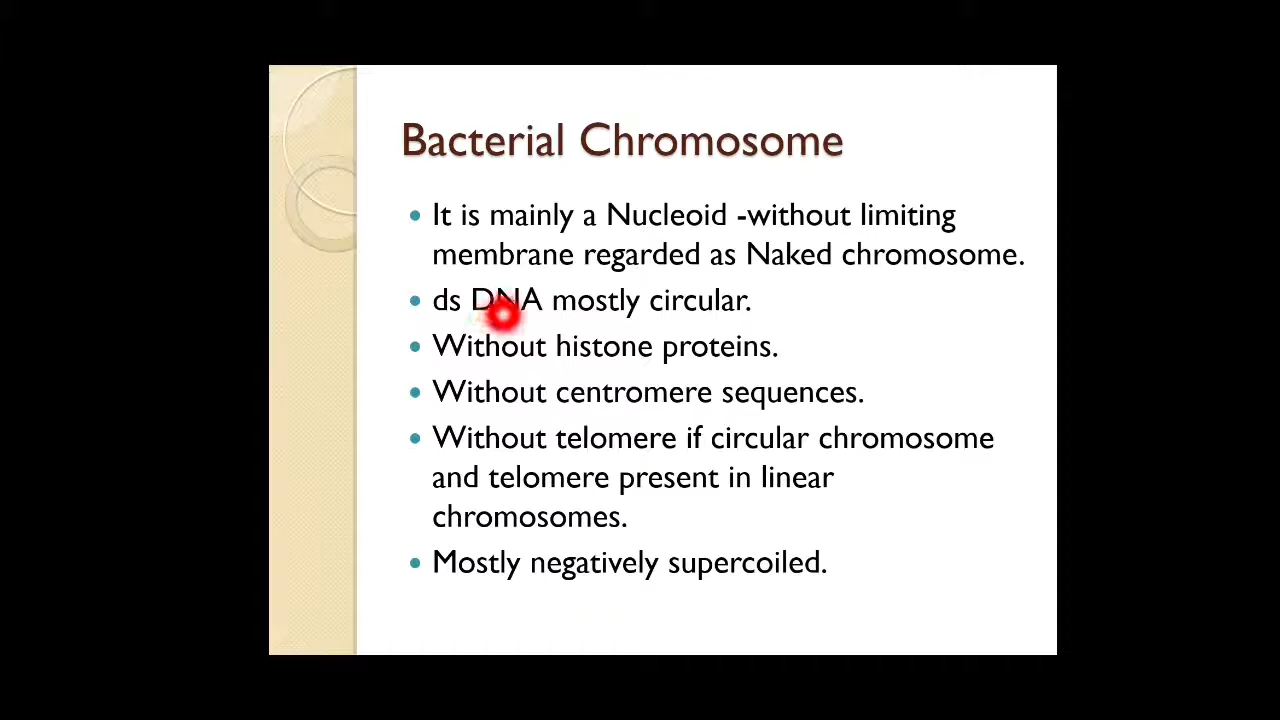 Bacterial Chromosome
• It is mainly a Nucleoid -without limiting
membrane regarded as Naked chromosome.
• ds DNA mostly circular.
• Without histone proteins.
• Without centromere sequences.
• Without telomere if circular chromosome
and telomere present in linear
chromosomes.
• Mostly negatively supercoiled.